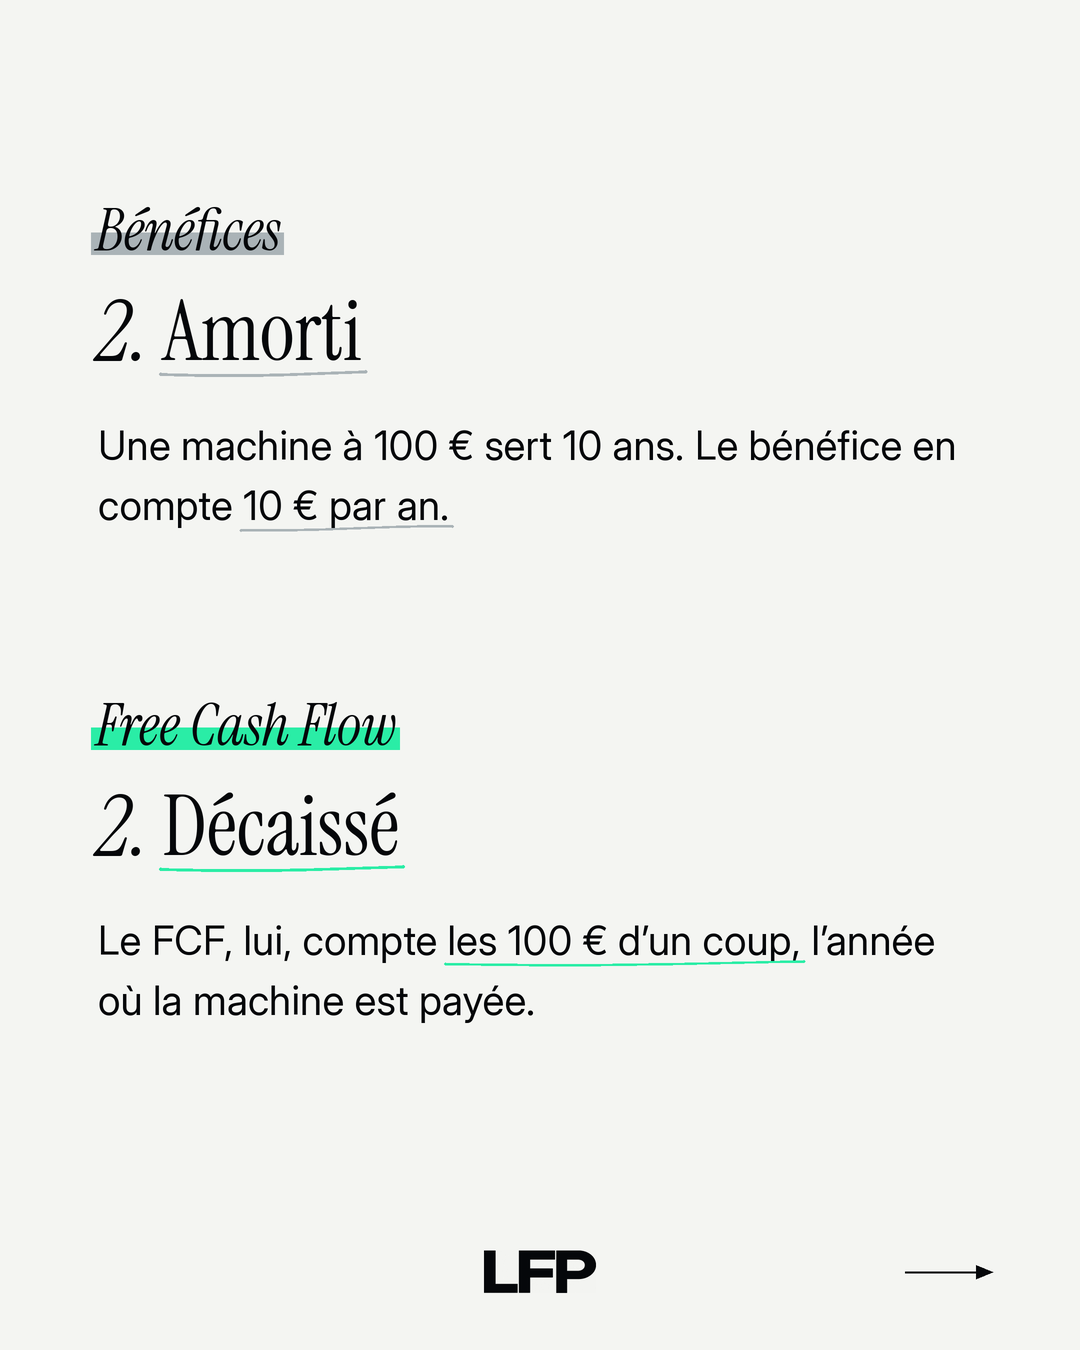 Bénéfices
2. Amorti
Une machine à 100 € sert 10 ans. Le bénéfice en
compte 10 € par an.
Free Cash Flow
2. Décaissé
Le FCF, lui, compte les 100 € d’un coup, l’année
où la machine est payée.
LFP